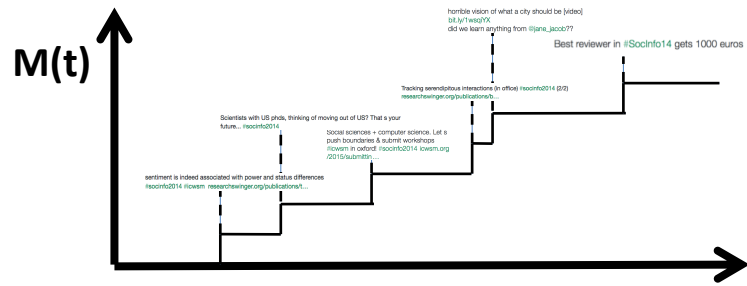 horrible vision of what a city should be [video]
bit.ly/1wsqiYX
did we learn anything from @jane_jacob??
Best reviewer in #SocInfo14 gets 1000 euros
M(t)
Tracking serendipitous interactions (in office) #socinfo2014 (2/2)
researchswinger.org/publications/b...
Scientists with US phds, thinking of moving out of US? That s your
future... #socinfo2014
Social sciences + computer science. Let s
push boundaries & submit workshops
#icwsm in oxford! #socinfo2014 icwsm.org
/2015/submittin....
sentiment is indeed associated with power and status differences
#socinfo2014 #icwsm researchswinger.org/publications/t...